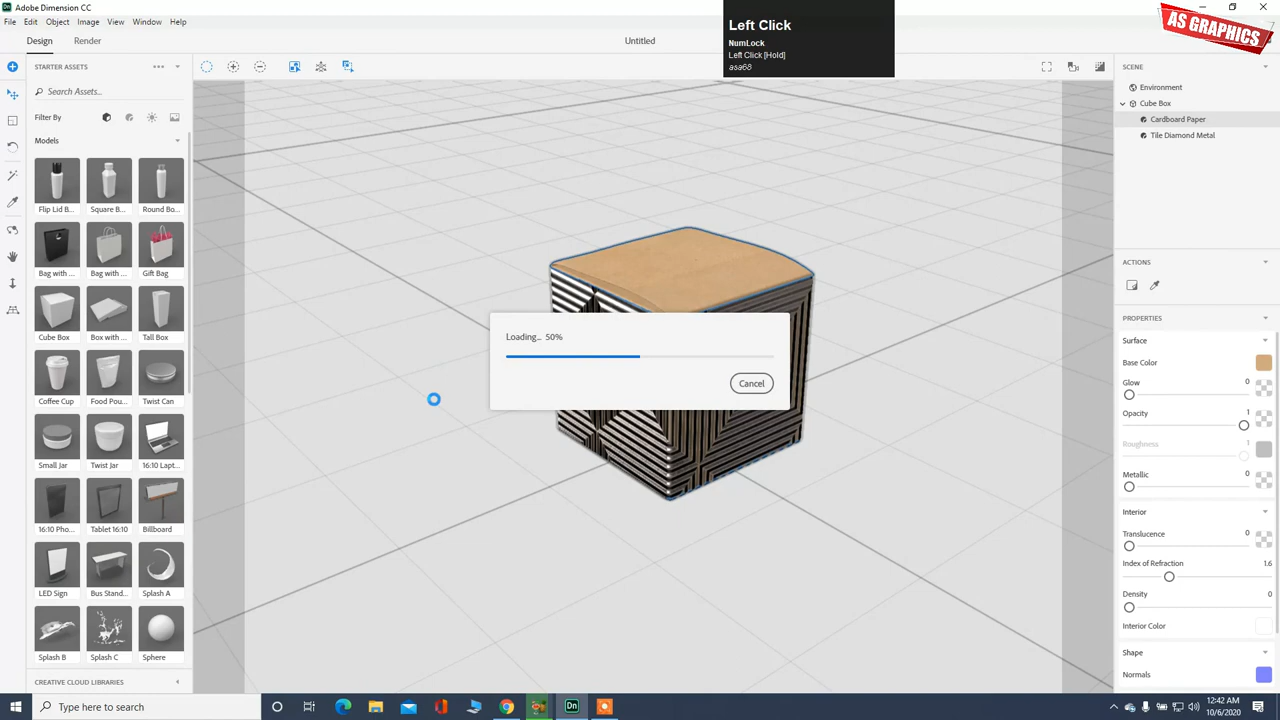 Adobe Dimension CC
File Edit Object Image Camera View Window Help
Design Render
Untitled
Left Click
NumLock
Left Click [Hold]
asa68
AS GRAPHICS
STARTER ASSETS
Search Assets...
Filter By
Models
Flip Lid B... Square B... Round Bo...
Bag with ... Bag with ... Gift Bag
Cube Box Box with ... Tall Box
Coffee Cup Food Pou... Twist Can
Small Jar Twist Jar 16:10 Lapt...
16:10 Pho... Tablet 16:10 Billboard
LED Sign Bus Stand... Splash A
Splash B Splash C Sphere
CREATIVE CLOUD LIBRARIES
Loading... 50%
Cancel
SCENE
Environment
Cube Box
Cardboard Paper
Tile Diamond Metal
ACTIONS
PROPERTIES
Surface
Base Color
Glow 0
Opacity 1
Roughness 1
Metallic 0
Interior
Translucence 0
Index of Refraction 1.6
Density 0
Interior Color
Shape
Normals
Dn
Type here to search
12:42 AM
10/6/2020